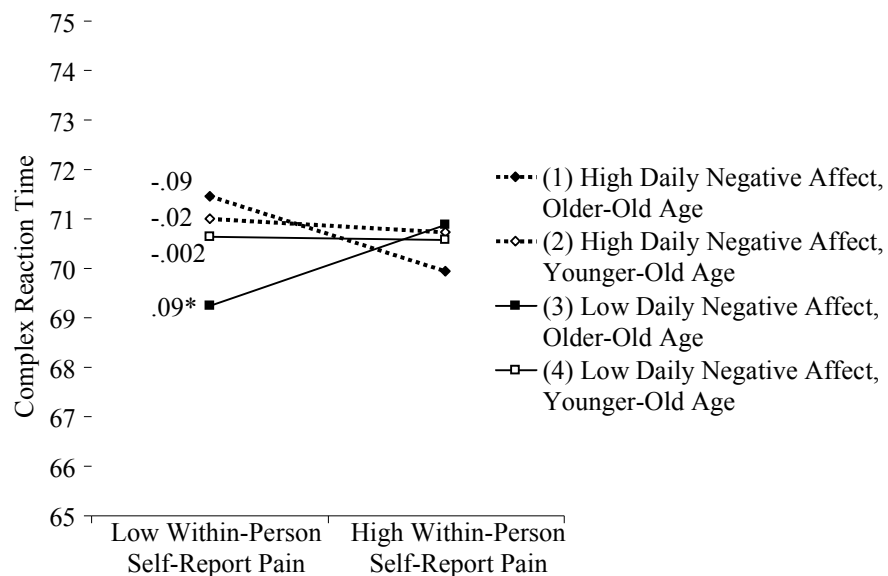 75
74
73
72
71
70
69
68
67
66
65
Complex Reaction Time
-.09
-.02
-.002
.09*
Low Within-Person
Self-Report Pain
High Within-Person
Self-Report Pain
(1) High Daily Negative Affect,
Older-Old Age
(2) High Daily Negative Affect,
Younger-Old Age
(3) Low Daily Negative Affect,
Older-Old Age
(4) Low Daily Negative Affect,
Younger-Old Age